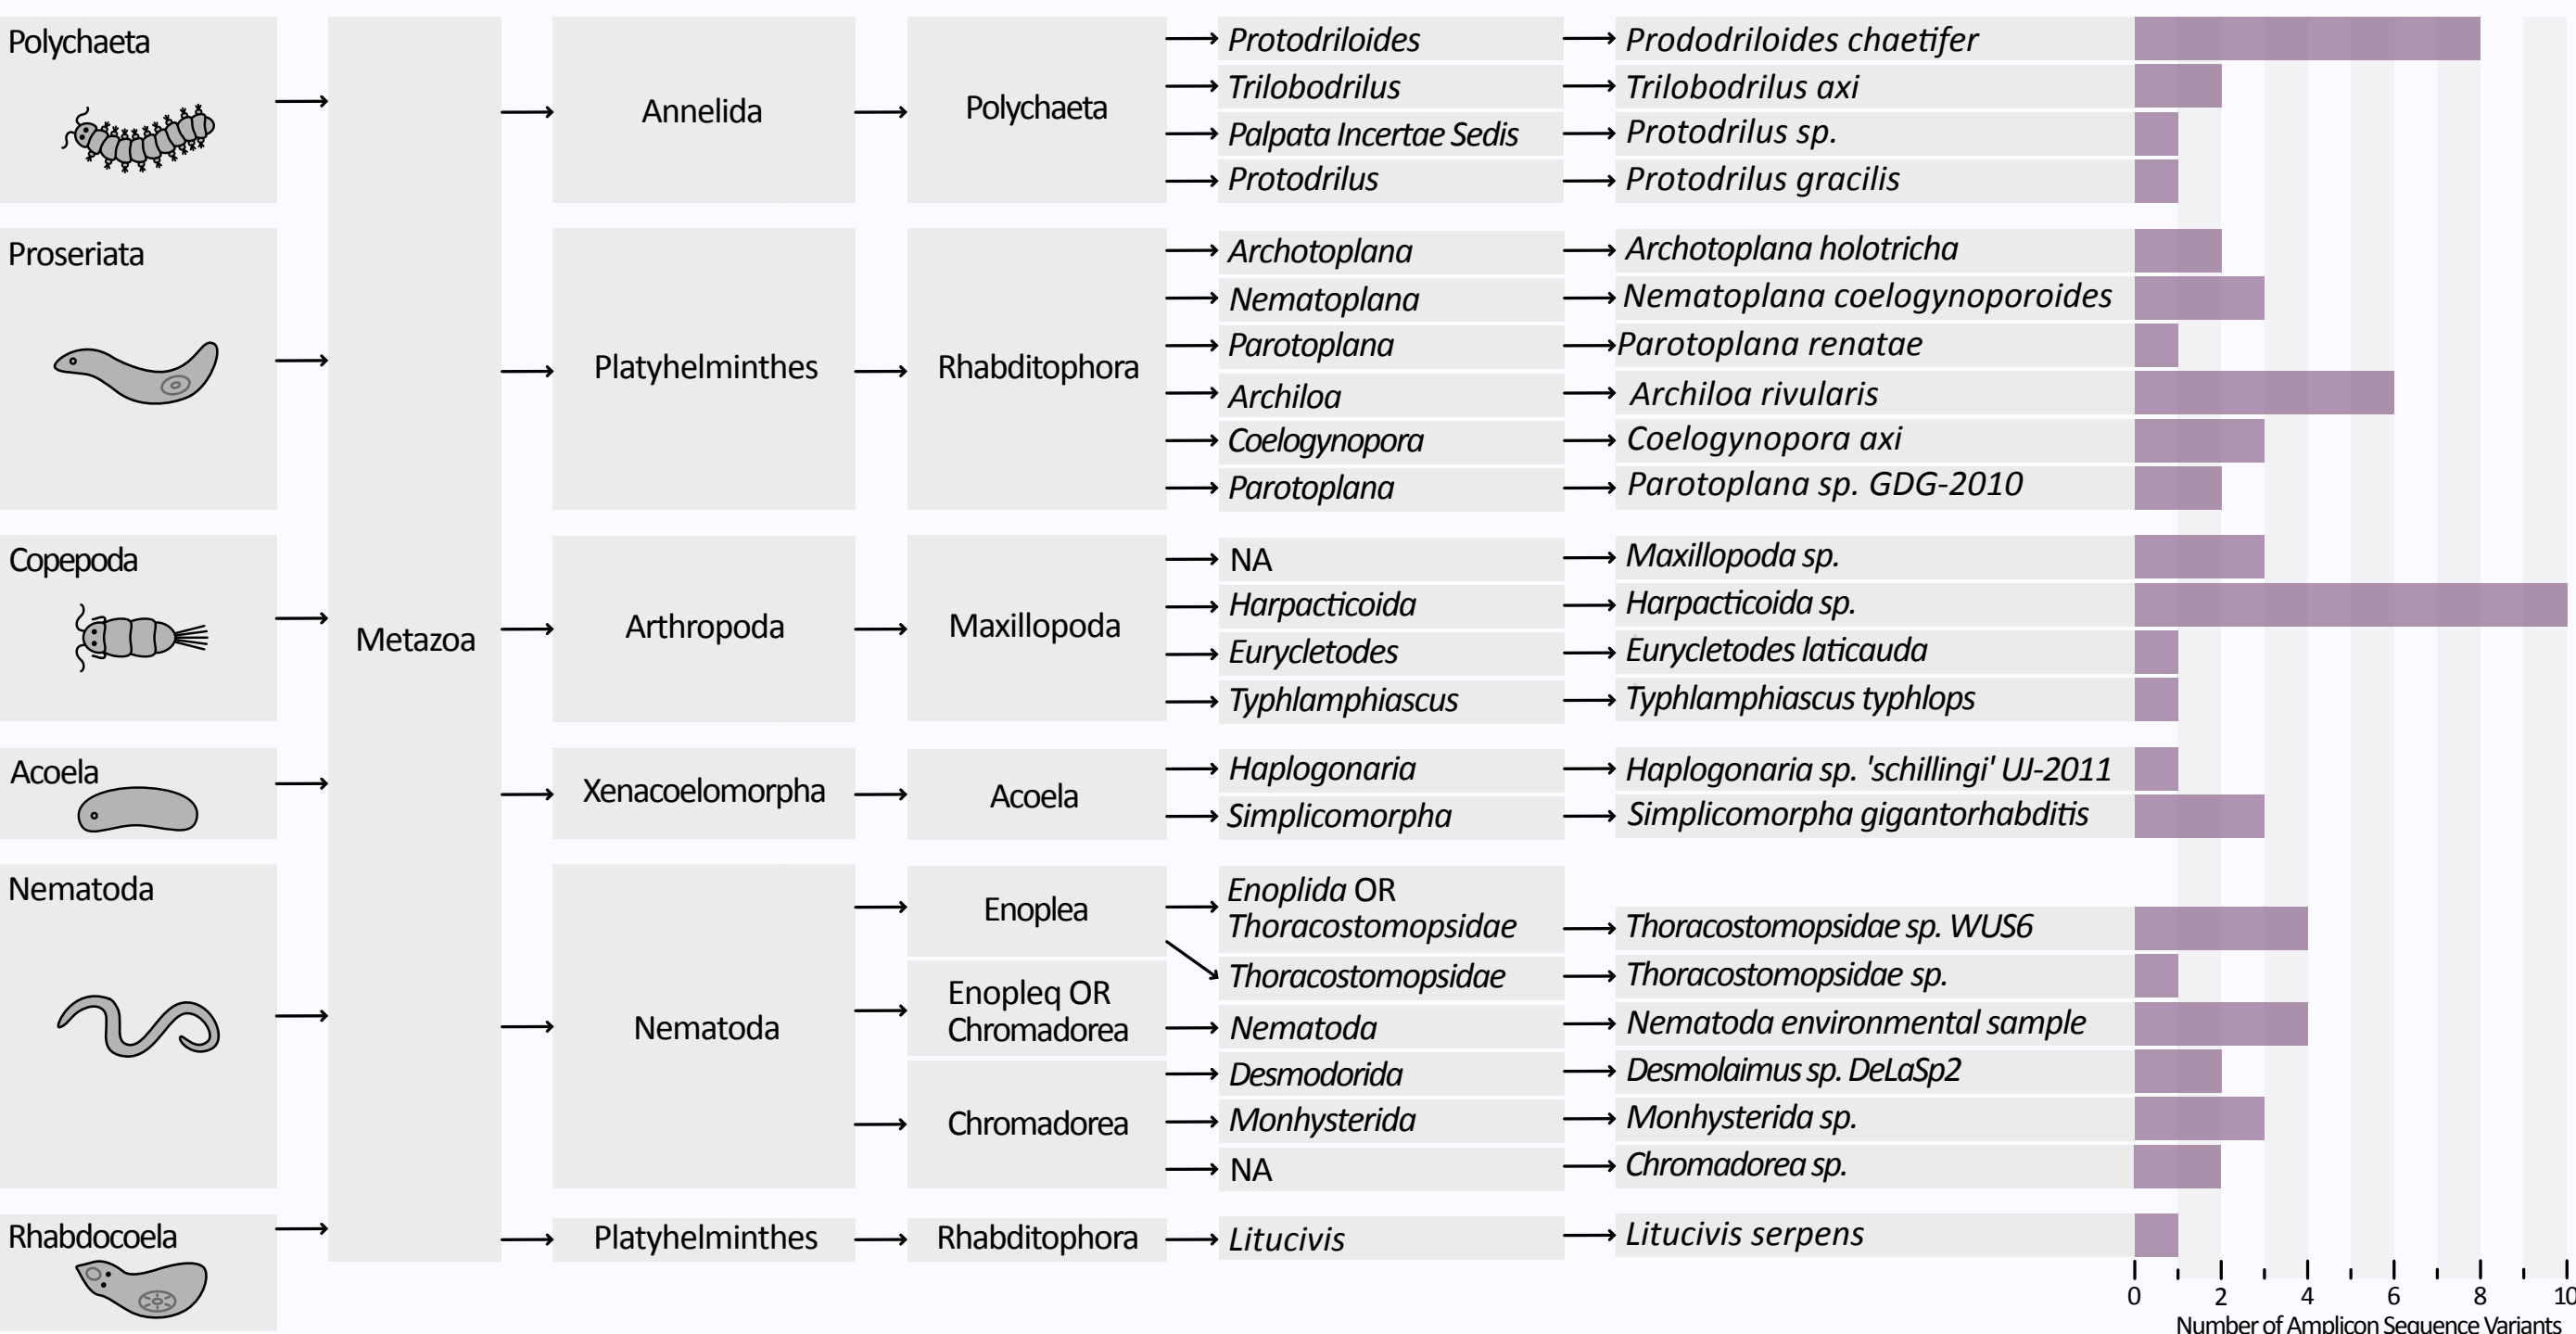 Polychaeta
Annelida
Polychaeta
Protodriloides
Prododriloides chaetifer
Trilobodrilus
Trilobodrilus axi
Palpata Incertae Sedis
Protodrilus sp.
Protodrilus
Protodrilus gracilis
Proseriata
Platyhelminthes
Rhabditophora
Archotoplana
Archotoplana holotricha
Nematoplana
Nematoplana coelogynoporoides
Parotoplana
Parotoplana renatae
Archiloa
Archiloa rivularis
Coelogynopora
Coelogynopora axi
Parotoplana
Parotoplana sp. GDG-2010
Copepoda
Metazoa
Arthropoda
Maxillopoda
NA
Maxillopoda sp.
Harpacticoida
Harpacticoida sp.
Eurycletodes
Eurycletodes laticauda
Typhlamphiascus
Typhlamphiascus typhlops
Acoela
Xenacoelomorpha
Acoela
Haplogonaria
Haplogonaria sp. 'schillingi' UJ-2011
Simplicomorpha
Simplicomorpha gigantorhabditis
Nematoda
Nematoda
Enoplea
Enoplida OR
Thoracostomopsidae
Thoracostomopsidae sp. WUS6
Thoracostomopsidae
Thoracostomopsidae sp.
Enopleq OR
Chromadorea
Nematoda
Nematoda environmental sample
Chromadorea
Desmodorida
Desmolaimus sp. DeLaSp2
Monhysterida
Monhysterida sp.
NA
Chromadorea sp.
Rhabdocoela
Platyhelminthes
Rhabditophora
Litucivis
Litucivis serpens
0 2 4 6 8 10
Number of Amplicon Sequence Variants